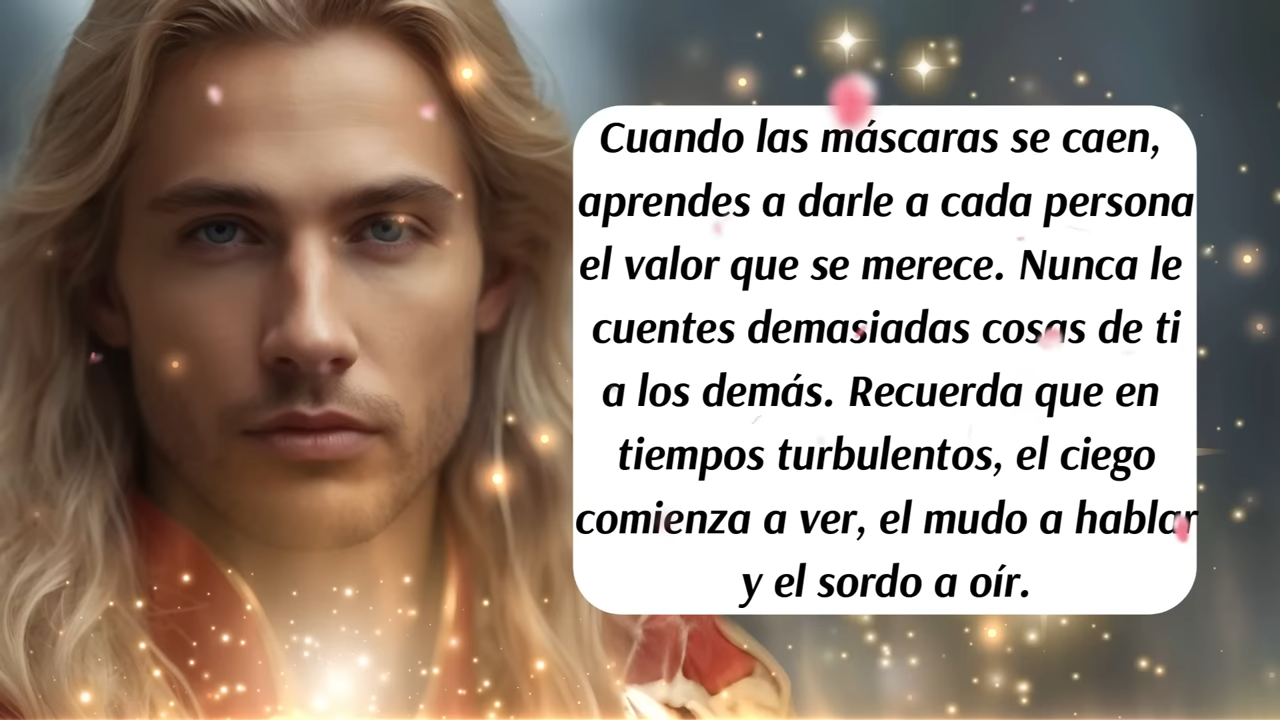 Cuando las máscaras se caen,
aprendes a darle a cada persona
el valor que se merece. Nunca le
cuentes demasiadas cosas de ti
a los demás. Recuerda que en
tiempos turbulentos, el ciego
comienza a ver, el mudo a hablar
y el sordo a oír.